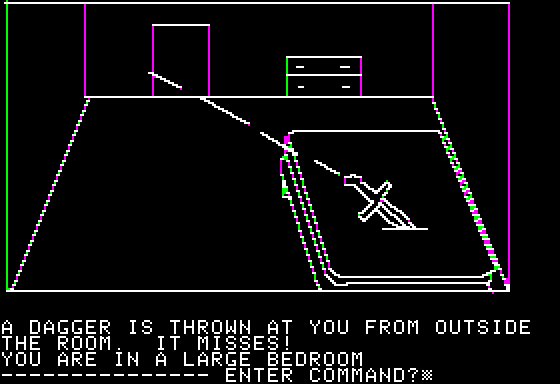 A DAGGER IS THROWN AT YOU FROM OUTSIDE
THE ROOM.  IT MISSES!
YOU ARE IN A LARGE BEDROOM
--------------- ENTER COMMAND?※